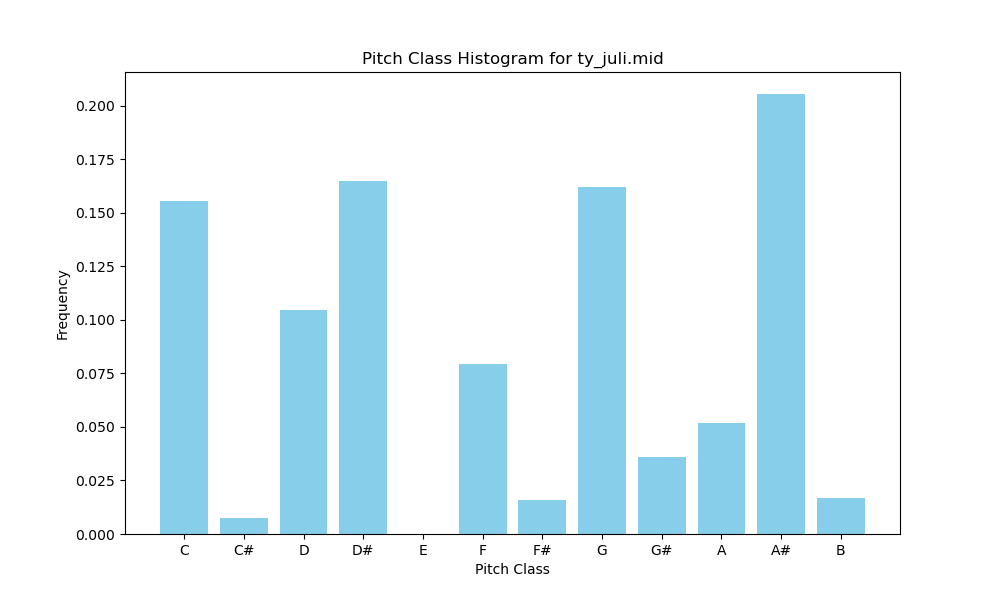 Pitch Class Histogram for ty_juli.mid
0.200
0.175
0.150
0.125
0.100
0.075
0.050
0.025
0.000
Frequency
C C# D D# E F F# G G# A A# B
Pitch Class